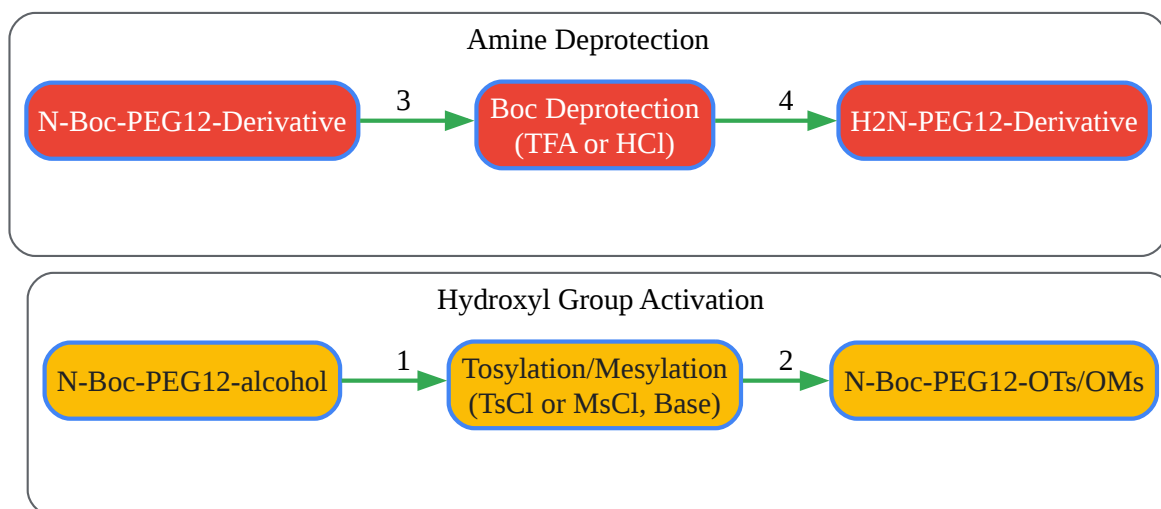 Amine Deprotection
3
4
N-Boc-PEG12-Derivative
Boc Deprotection
(TFA or HCl)
H2N-PEG12-Derivative
Hydroxyl Group Activation
1
2
N-Boc-PEG12-alcohol
Tosylation/Mesylation
(TsCl or MsCl, Base)
N-Boc-PEG12-OTs/OMs